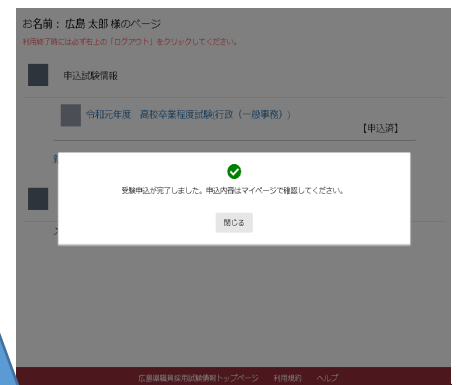 お名前： 広島 太郎 様のページ
利用終了時には必ず右上の「ログアウト」をクリックしてください。
申込試験情報
令和元年度　高校卒業程度試験(行政（一般事務）)
【申込済】
受験申込が完了しました。申込内容はマイページで確認してください。
閉じる
広島県職員採用試験情報トップページ　利用規約　ヘルプ